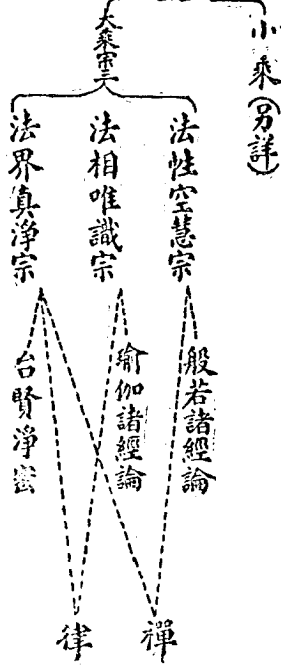 小乘(另詳)
大乘宗三
法性空慧宗
法相唯識宗
法界真淨宗
般若諸經論
瑜伽諸經論
台賢淨密
禪
律